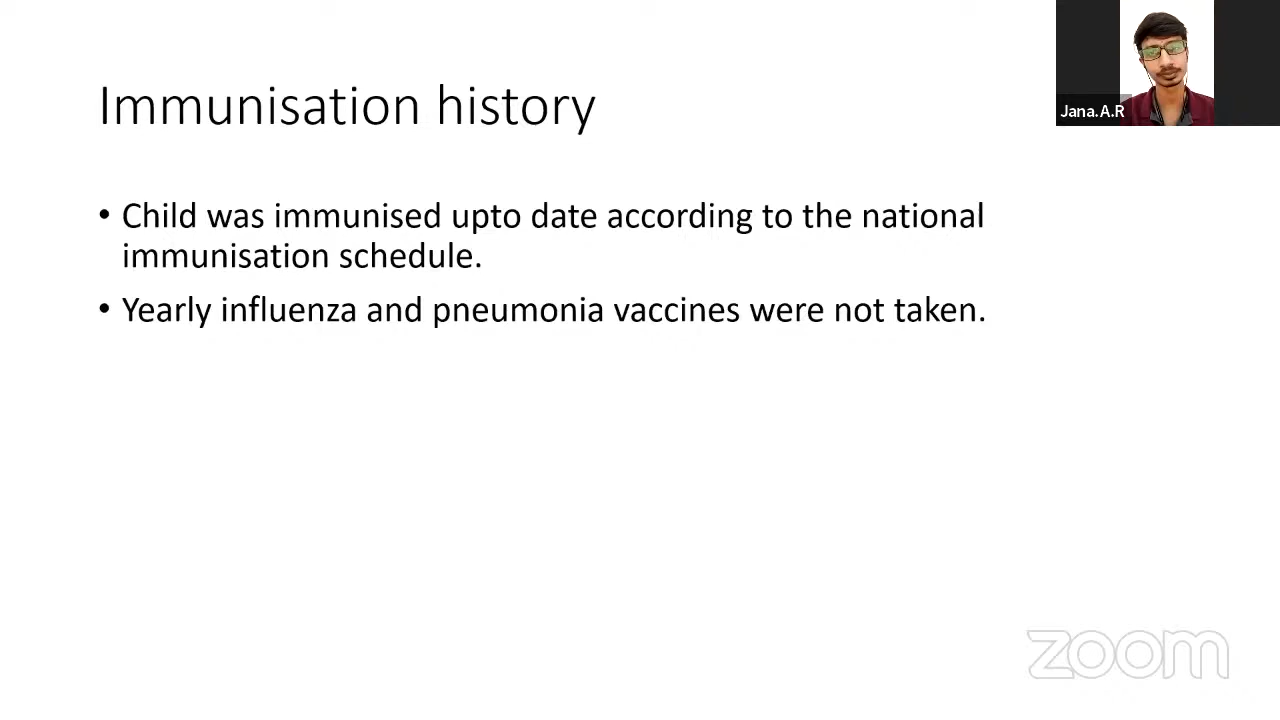 Immunisation history
Jana.A.R
• Child was immunised upto date according to the national
immunisation schedule.
• Yearly influenza and pneumonia vaccines were not taken.
zoom